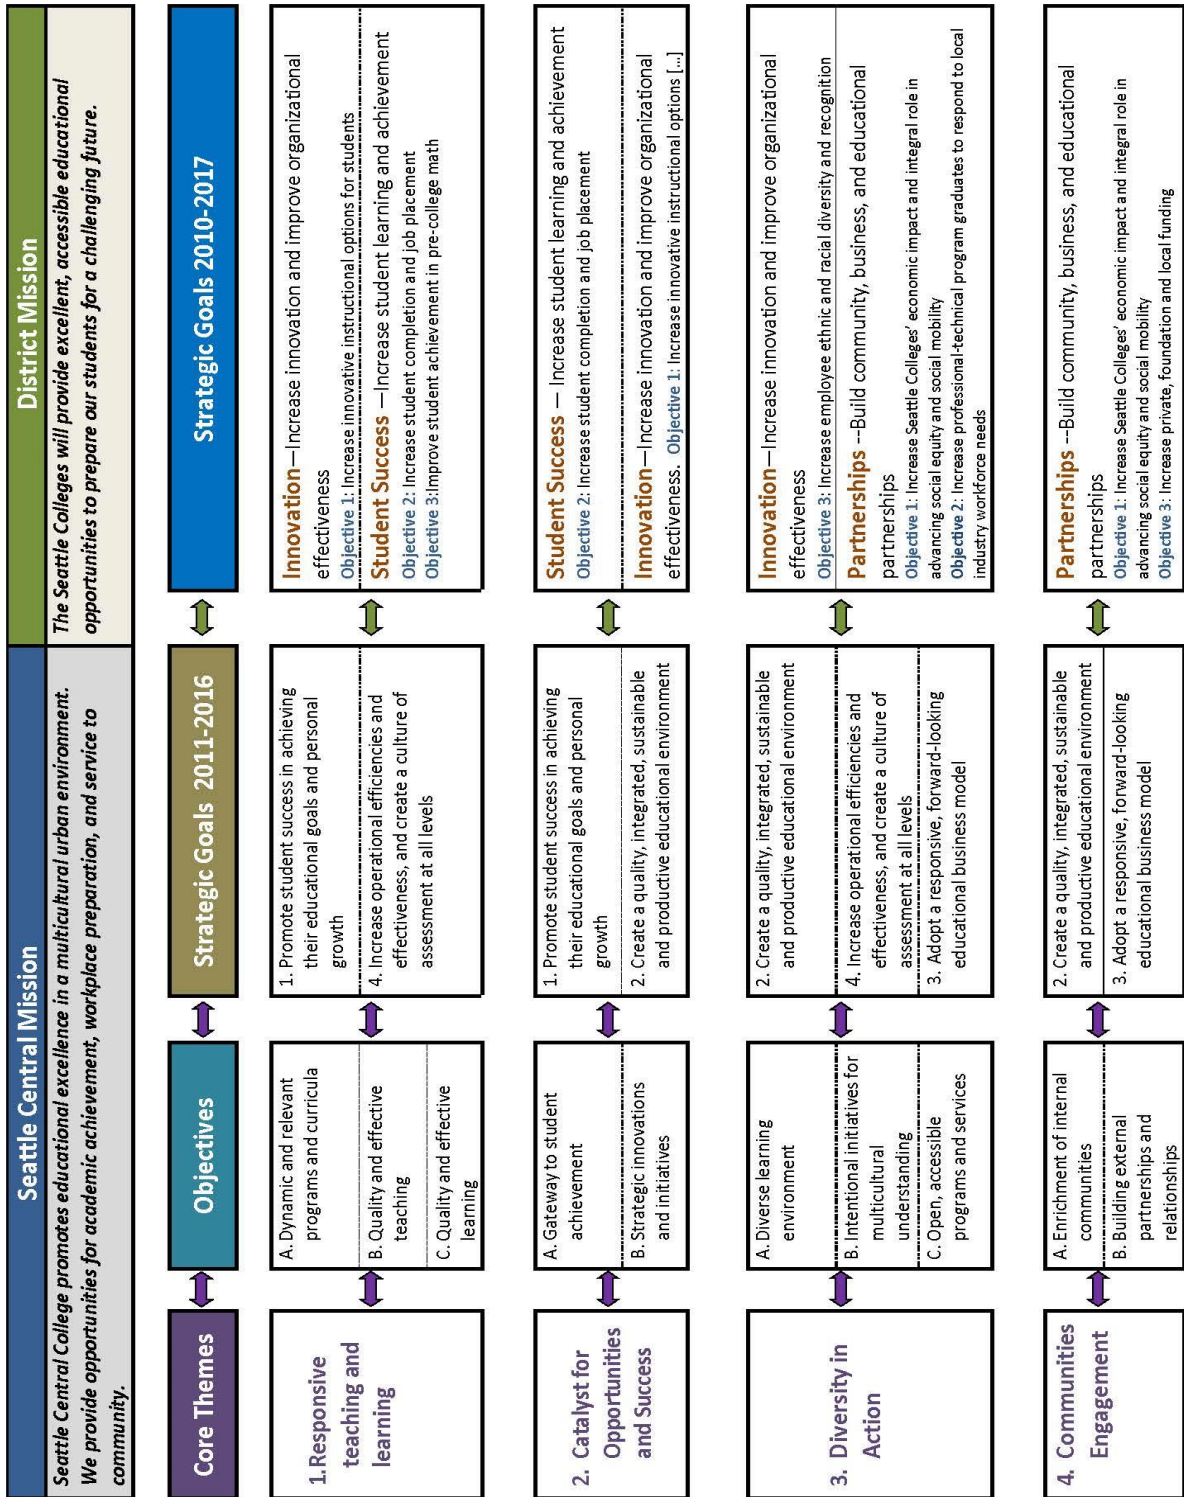 Seattle Central Mission
District Mission
Seattle Central College promotes educational excellence in a multicultural urban environment.
We provide opportunities for academic achievement, workplace preparation, and service to
community.
The Seattle Colleges will provide excellent, accessible educational
opportunities to prepare our students for a challenging future.
Core Themes
Objectives
Strategic Goals 2011-2016
Strategic Goals 2010-2017
1.Responsive
teaching and
learning
A. Dynamic and relevant
programs and curricula
B. Quality and effective
teaching
C. Quality and effective
learning
1. Promote student success in achieving
their educational goals and personal
growth
4. Increase operational efficiencies and
effectiveness, and create a culture of
assessment at all levels
Innovation—Increase innovation and improve organizational
effectiveness
Objective 1: Increase innovative instructional options for students
Student Success —Increase student learning and achievement
Objective 2: Increase student completion and job placement
Objective 3:Improve student achievement in pre-college math
2. Catalyst for
Opportunities
and Success
A. Gateway to student
achievement
B. Strategic innovations
and initiatives
1. Promote student success in achieving
their educational goals and personal
growth
2. Create a quality, integrated, sustainable
and productive educational environment
Student Success — Increase student learning and achievement
Objective 2: Increase student completion and job placement
Innovation—Increase innovation and improve organizational
effectiveness. Objective 1: Increase innovative instructional options [...]
3. Diversity in
Action
A. Diverse learning
environment
B. Intentional initiatives for
multicultural
understanding
C. Open, accessible
programs and services
2. Create a quality, integrated, sustainable
and productive educational environment
4. Increase operational efficiencies and
effectiveness, and create a culture of
assessment at all levels
3. Adopt a responsive, forward-looking
educational business model
Innovation—Increase innovation and improve organizational
effectiveness
Objective 3: Increase employee ethnic and racial diversity and recognition
Partnerships --Build community, business, and educational
partnerships
Objective 1: Increase Seattle Colleges' economic impact and integral role in
advancing social equity and social mobility
Objective 2: Increase professional-technical program graduates to respond to local
industry workforce needs
4. Communities
Engagement
A. Enrichment of internal
communities
B. Building external
partnerships and
relationships
2. Create a quality, integrated, sustainable
and productive educational environment
3. Adopt a responsive, forward-looking
educational business model
Partnerships --Build community, business, and educational
partnerships
Objective 1: Increase Seattle Colleges' economic impact and integral role in
advancing social equity and social mobility
Objective 3: Increase private, foundation and local funding